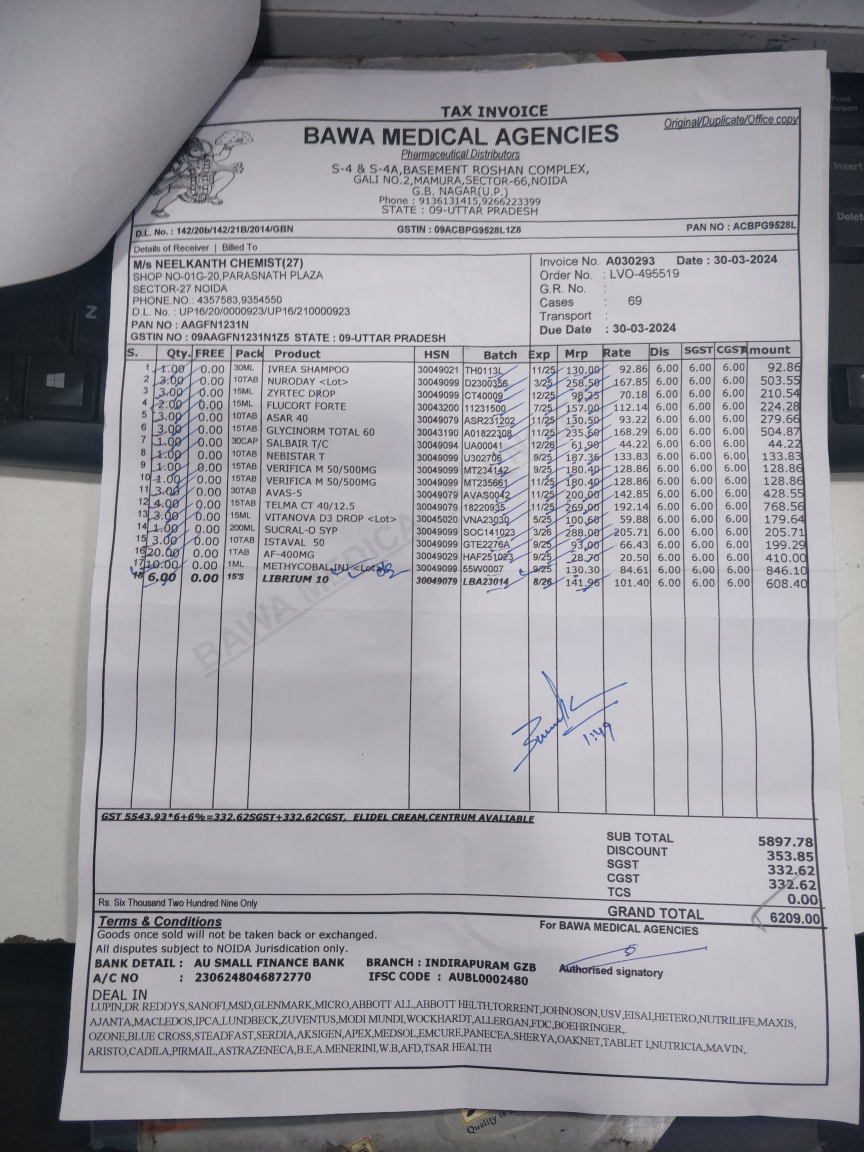 TAX INVOICE
Original/Duplicate/Office copy
BAWA MEDICAL AGENCIES
Pharmaceutical Distributors
S-4 & S-4A,BASEMENT ROSHAN COMPLEX,
GALI NO.2,MAMURA,SECTOR-66,NOIDA
G.B. NAGAR(U.P.)
Phone : 9136131415,9266223399
STATE : 09-UTTAR PRADESH
D.L. No. : 142/20b/142/21B/2014/GBN GSTIN : 09ACBPG9528L1Z8 PAN NO : ACBPG9528L
Details of Receiver | Billed To
M/s NEELKANTH CHEMIST(27)
SHOP NO-01G-20,PARASNATH PLAZA
SECTOR-27 NOIDA
PHONE.NO.: 4357583,9354550
D.L. No. : UP16/20/0000923/UP16/210000923
PAN NO : AAGFN1231N
GSTIN NO : 09AAGFN1231N1Z5 STATE : 09-UTTAR PRADESH
Invoice No. A030293 Date : 30-03-2024
Order No. : LVO-495519
G.R. No. :
Cases : 69
Transport :
Due Date : 30-03-2024
S. Qty. FREE Pack Product HSN Batch Exp Mrp Rate Dis SGST CGST Amount
1 1.00 0.00 30ML IVREA SHAMPOO 30049021 TH0113L 11/25 130.00 92.86 6.00 6.00 6.00 92.86
2 3.00 0.00 10TAB NURODAY <Lot> 30049099 D2300356 3/25 258.50 167.85 6.00 6.00 6.00 503.55
3 3.00 0.00 15ML ZYRTEC DROP 30049099 CT40009 12/25 98.25 70.18 6.00 6.00 6.00 210.54
4 2.00 0.00 15ML FLUCORT FORTE 30043200 11231500 7/25 157.00 112.14 6.00 6.00 6.00 224.28
5 3.00 0.00 10TAB ASAR 40 30049079 ASR231202 11/25 130.50 93.22 6.00 6.00 6.00 279.66
6 3.00 0.00 15TAB GLYCINORM TOTAL 60 30043190 A01822308 11/25 235.60 168.29 6.00 6.00 6.00 504.87
7 1.00 0.00 30CAP SALBAIR T/C 30049094 UA00041 12/26 61.90 44.22 6.00 6.00 6.00 44.22
8 1.00 0.00 10TAB NEBISTAR T 30049099 U302706 9/25 187.36 133.83 6.00 6.00 6.00 133.83
9 1.00 0.00 15TAB VERIFICA M 50/500MG 30049099 MT234142 9/25 180.40 128.86 6.00 6.00 6.00 128.86
10 1.00 0.00 15TAB VERIFICA M 50/500MG 30049099 MT235661 11/25 180.40 128.86 6.00 6.00 6.00 128.86
11 3.00 0.00 30TAB AVAS-5 30049079 AVAS0042 11/25 200.00 142.85 6.00 6.00 6.00 428.55
12 4.00 0.00 15TAB TELMA CT 40/12.5 30049079 18220935 11/25 269.00 192.14 6.00 6.00 6.00 768.56
13 3.00 0.00 15ML VITANOVA D3 DROP <Lot> 30045020 VNA23030 5/25 100.60 59.88 6.00 6.00 6.00 179.64
14 1.00 0.00 200ML SUCRAL-O SYP 30049099 SOC141023 3/26 288.00 205.71 6.00 6.00 6.00 205.71
15 3.00 0.00 10TAB ISTAVAL 50 30049099 GTE2276A 9/25 93.00 66.43 6.00 6.00 6.00 199.29
16 20.00 0.00 1TAB AF-400MG 30049029 HAF251023 9/25 28.70 20.50 6.00 6.00 6.00 410.00
17 10.00 0.00 1ML METHYCOBAL INJ <Lot> 30049099 55W0007 9/25 130.30 84.61 6.00 6.00 6.00 846.10
18 6.00 0.00 15'S LIBRIUM 10 30049079 LBA23014 8/26 141.96 101.40 6.00 6.00 6.00 608.40
1:49
GST 5543.93*6+6%=332.62SGST+332.62CGST, ELIDEL CREAM,CENTRUM AVALIABLE
SUB TOTAL 5897.78
DISCOUNT 353.85
SGST 332.62
CGST 332.62
TCS 0.00
Rs. Six Thousand Two Hundred Nine Only
GRAND TOTAL 6209.00
Terms & Conditions
Goods once sold will not be taken back or exchanged.
All disputes subject to NOIDA Jurisdication only.
For BAWA MEDICAL AGENCIES
BANK DETAIL : AU SMALL FINANCE BANK BRANCH : INDIRAPURAM GZB
A/C NO : 2306248046872770 IFSC CODE : AUBL0002480
Authorised signatory
DEAL IN
LUPIN,DR REDDYS,SANOFI,MSD,GLENMARK,MICRO,ABBOTT ALL,ABBOTT HELTH,TORRENT,JOHNOSON,USV,EISAI,HETERO,NUTRILIFE,MAXIS,
AJANTA,MACLEDOS,IPCA,LUNDBECK,ZUVENTUS,MODI MUNDI,WOCKHARDT,ALLERGAN,FDC,BOEHRINGER,.
OZONE,BLUE CROSS,STEADFAST,SERDIA,AKSIGEN,APEX,MEDSOL,EMCURE,PANECEA,SHERYA,OAKNET,TABLET I,NUTRICIA,MAVIN,.
ARISTO,CADILA,PIRMAIL,ASTRAZENECA,B.E,A.MENERINI,W.B,AFD,TSAR HEALTH
Print
Screen
Insert
Delet
Z
Quality is